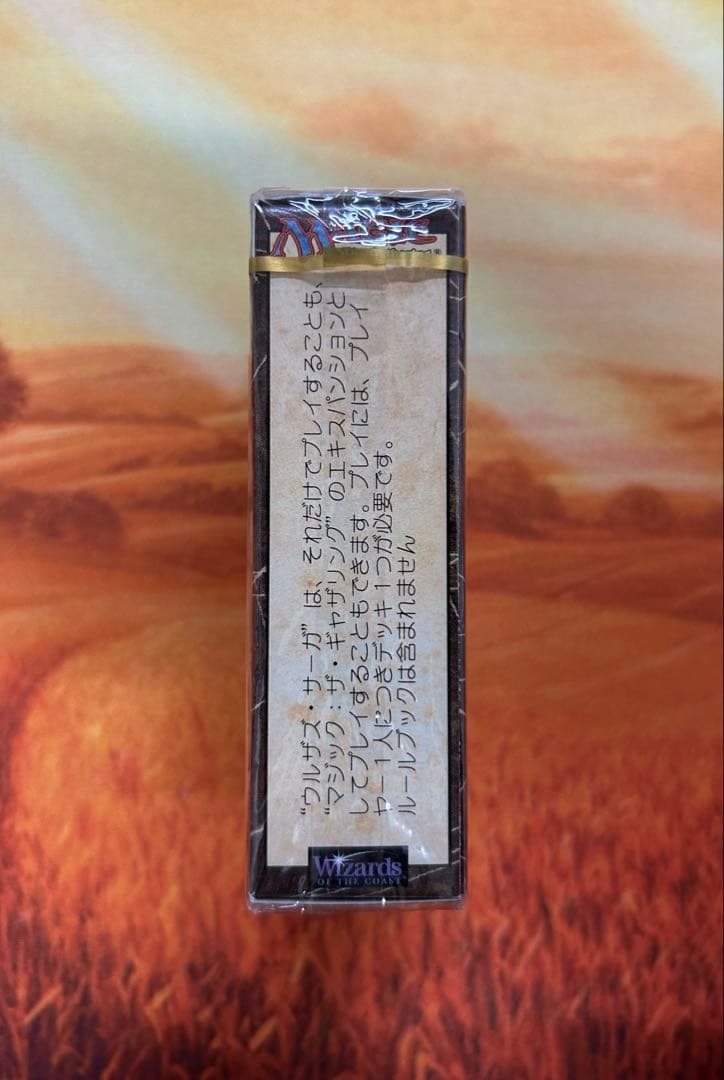 “ウルザズ・サーガ” は、それだけでプレイすることも、
“マジック：ザ・ギャザリング” のエキスパンションと
してプレイすることもできます。プレイには、プレイ
ヤー１人につきデッキ１つが必要です。
ルールブックは含まれません
Wizards
OF THE COAST